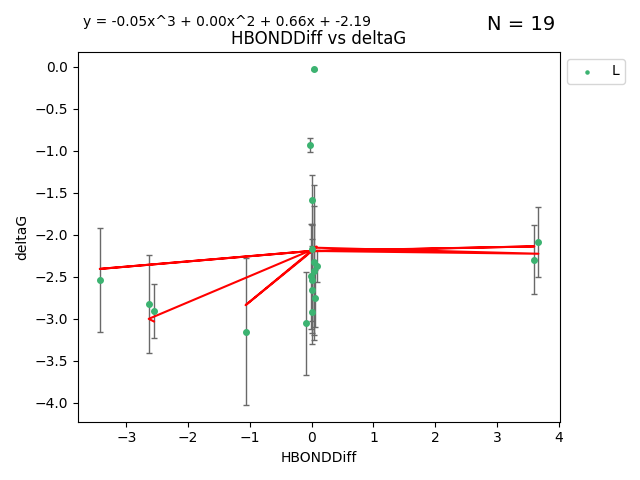 y = -0.05x^3 + 0.00x^2 + 0.66x + -2.19
N = 19
HBONDDiff vs deltaG
L
0.0
−0.5
−1.0
−1.5
−2.0
−2.5
−3.0
−3.5
−4.0
deltaG
−3
−2
−1
0
1
2
3
4
HBONDDiff